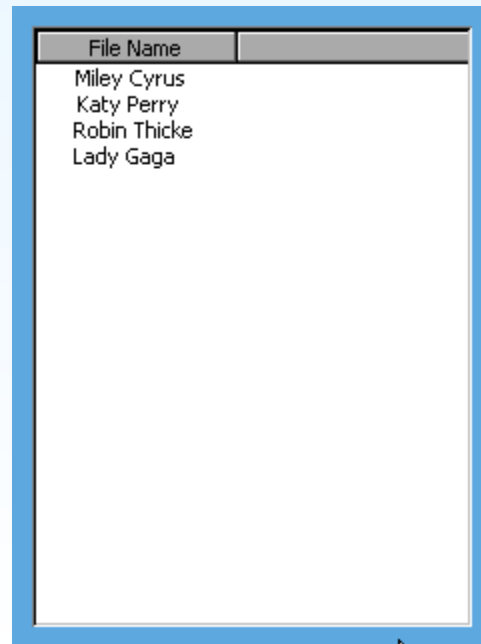 File Name
Miley Cyrus
Katy Perry
Robin Thicke
Lady Gaga